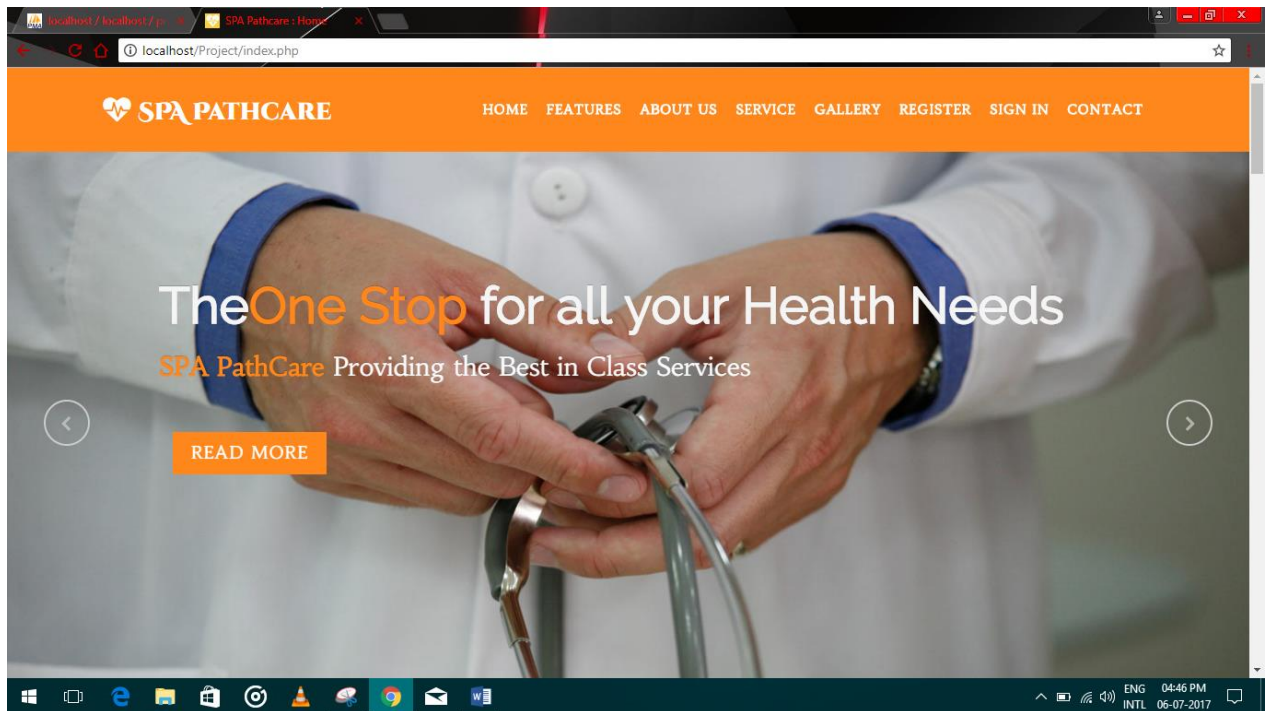 localhost / localhost / p
SPA Pathcare : Home
localhost/Project/index.php
SPA PATHCARE
HOME FEATURES ABOUT US SERVICE GALLERY REGISTER SIGN IN CONTACT
TheOne Stop for all your Health Needs
SPA PathCare Providing the Best in Class Services
READ MORE
ENG 04:46 PM
INTL 06-07-2017